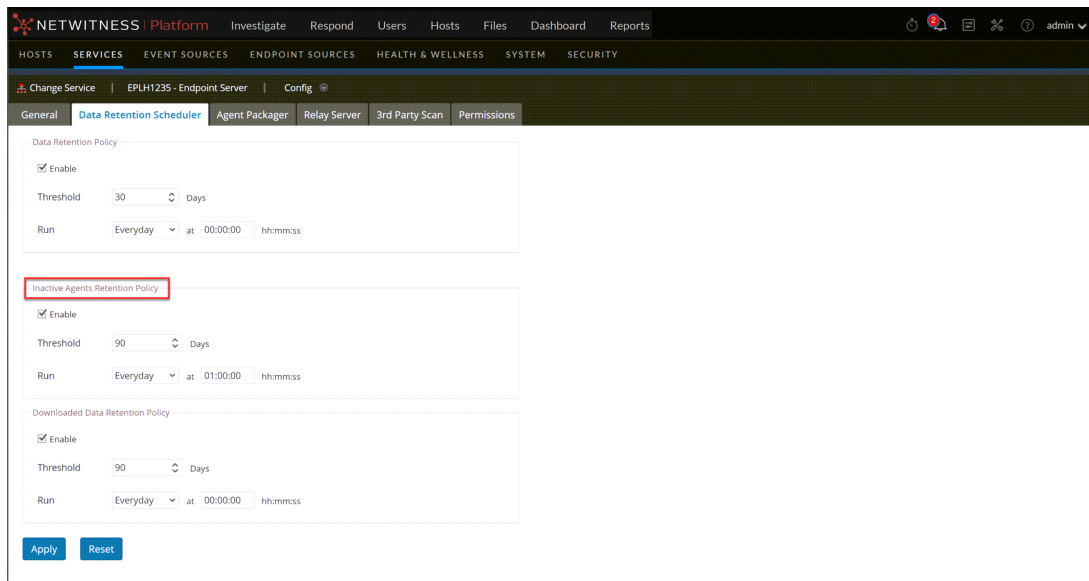 NETWITNESS | Platform Investigate Respond Users Hosts Files Dashboard Reports 2 admin
HOSTS SERVICES EVENT SOURCES ENDPOINT SOURCES HEALTH & WELLNESS SYSTEM SECURITY
Change Service | EPLH1235 - Endpoint Server | Config
General Data Retention Scheduler Agent Packager Relay Server 3rd Party Scan Permissions
Data Retention Policy
Enable
Threshold 30 Days
Run Everyday at 00:00:00 hh:mm:ss
Inactive Agents Retention Policy
Enable
Threshold 90 Days
Run Everyday at 01:00:00 hh:mm:ss
Downloaded Data Retention Policy
Enable
Threshold 90 Days
Run Everyday at 00:00:00 hh:mm:ss
Apply Reset